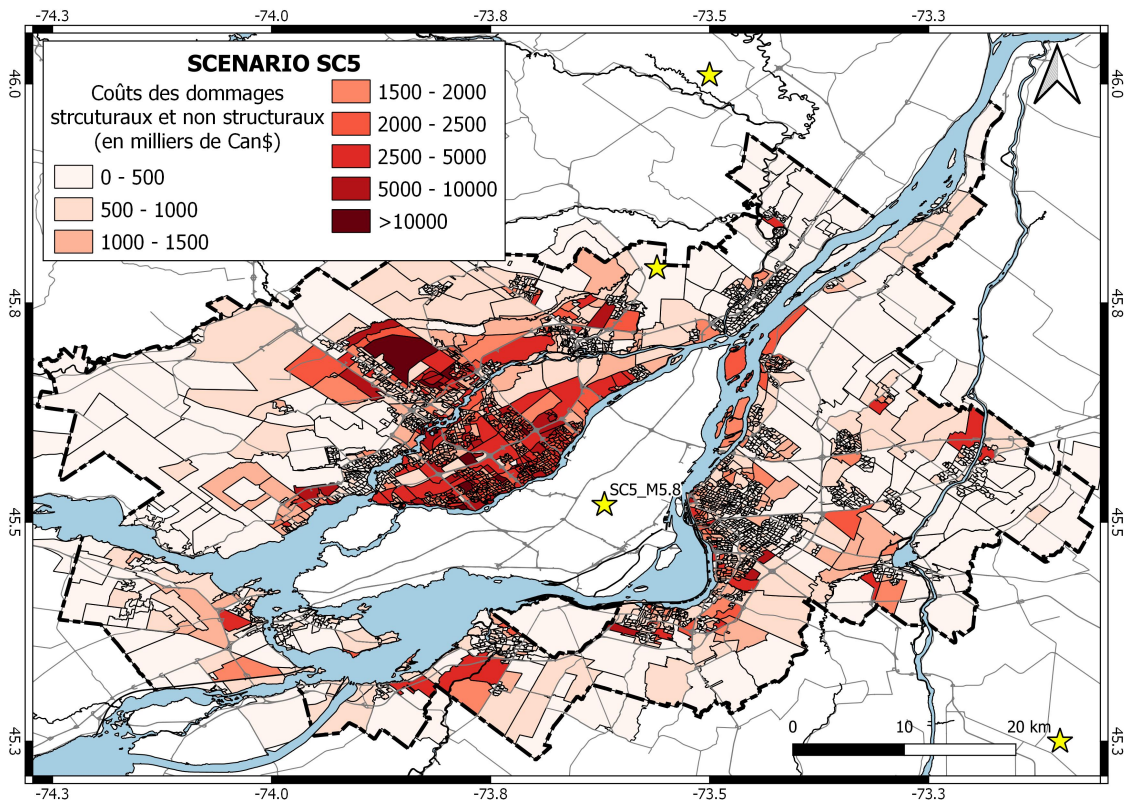 -74.3 -74.0 -73.8 -73.5 -73.3
SCENARIO SC5
Coûts des dommages
strcuturaux et non structuraux
(en milliers de Can$)
0 - 500
500 - 1000
1000 - 1500
1500 - 2000
2000 - 2500
2500 - 5000
5000 - 10000
>10000
46.0 46.0
45.8 45.8
SC5_M5.8
45.5 45.5
0 10 20 km
45.3 45.3
-74.3 -74.0 -73.8 -73.5 -73.3